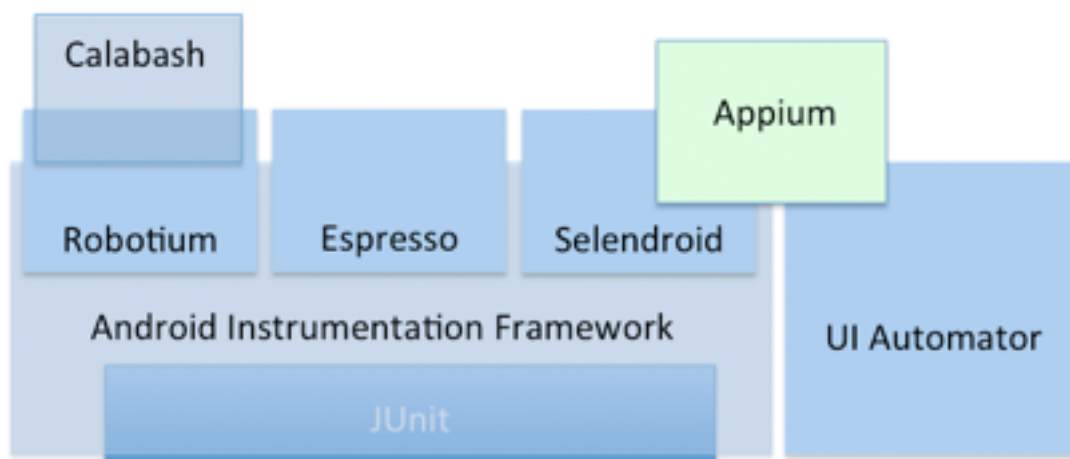 Calabash
Appium
Robotium
Espresso
Selendroid
Android Instrumentation Framework
UI Automator
JUnit